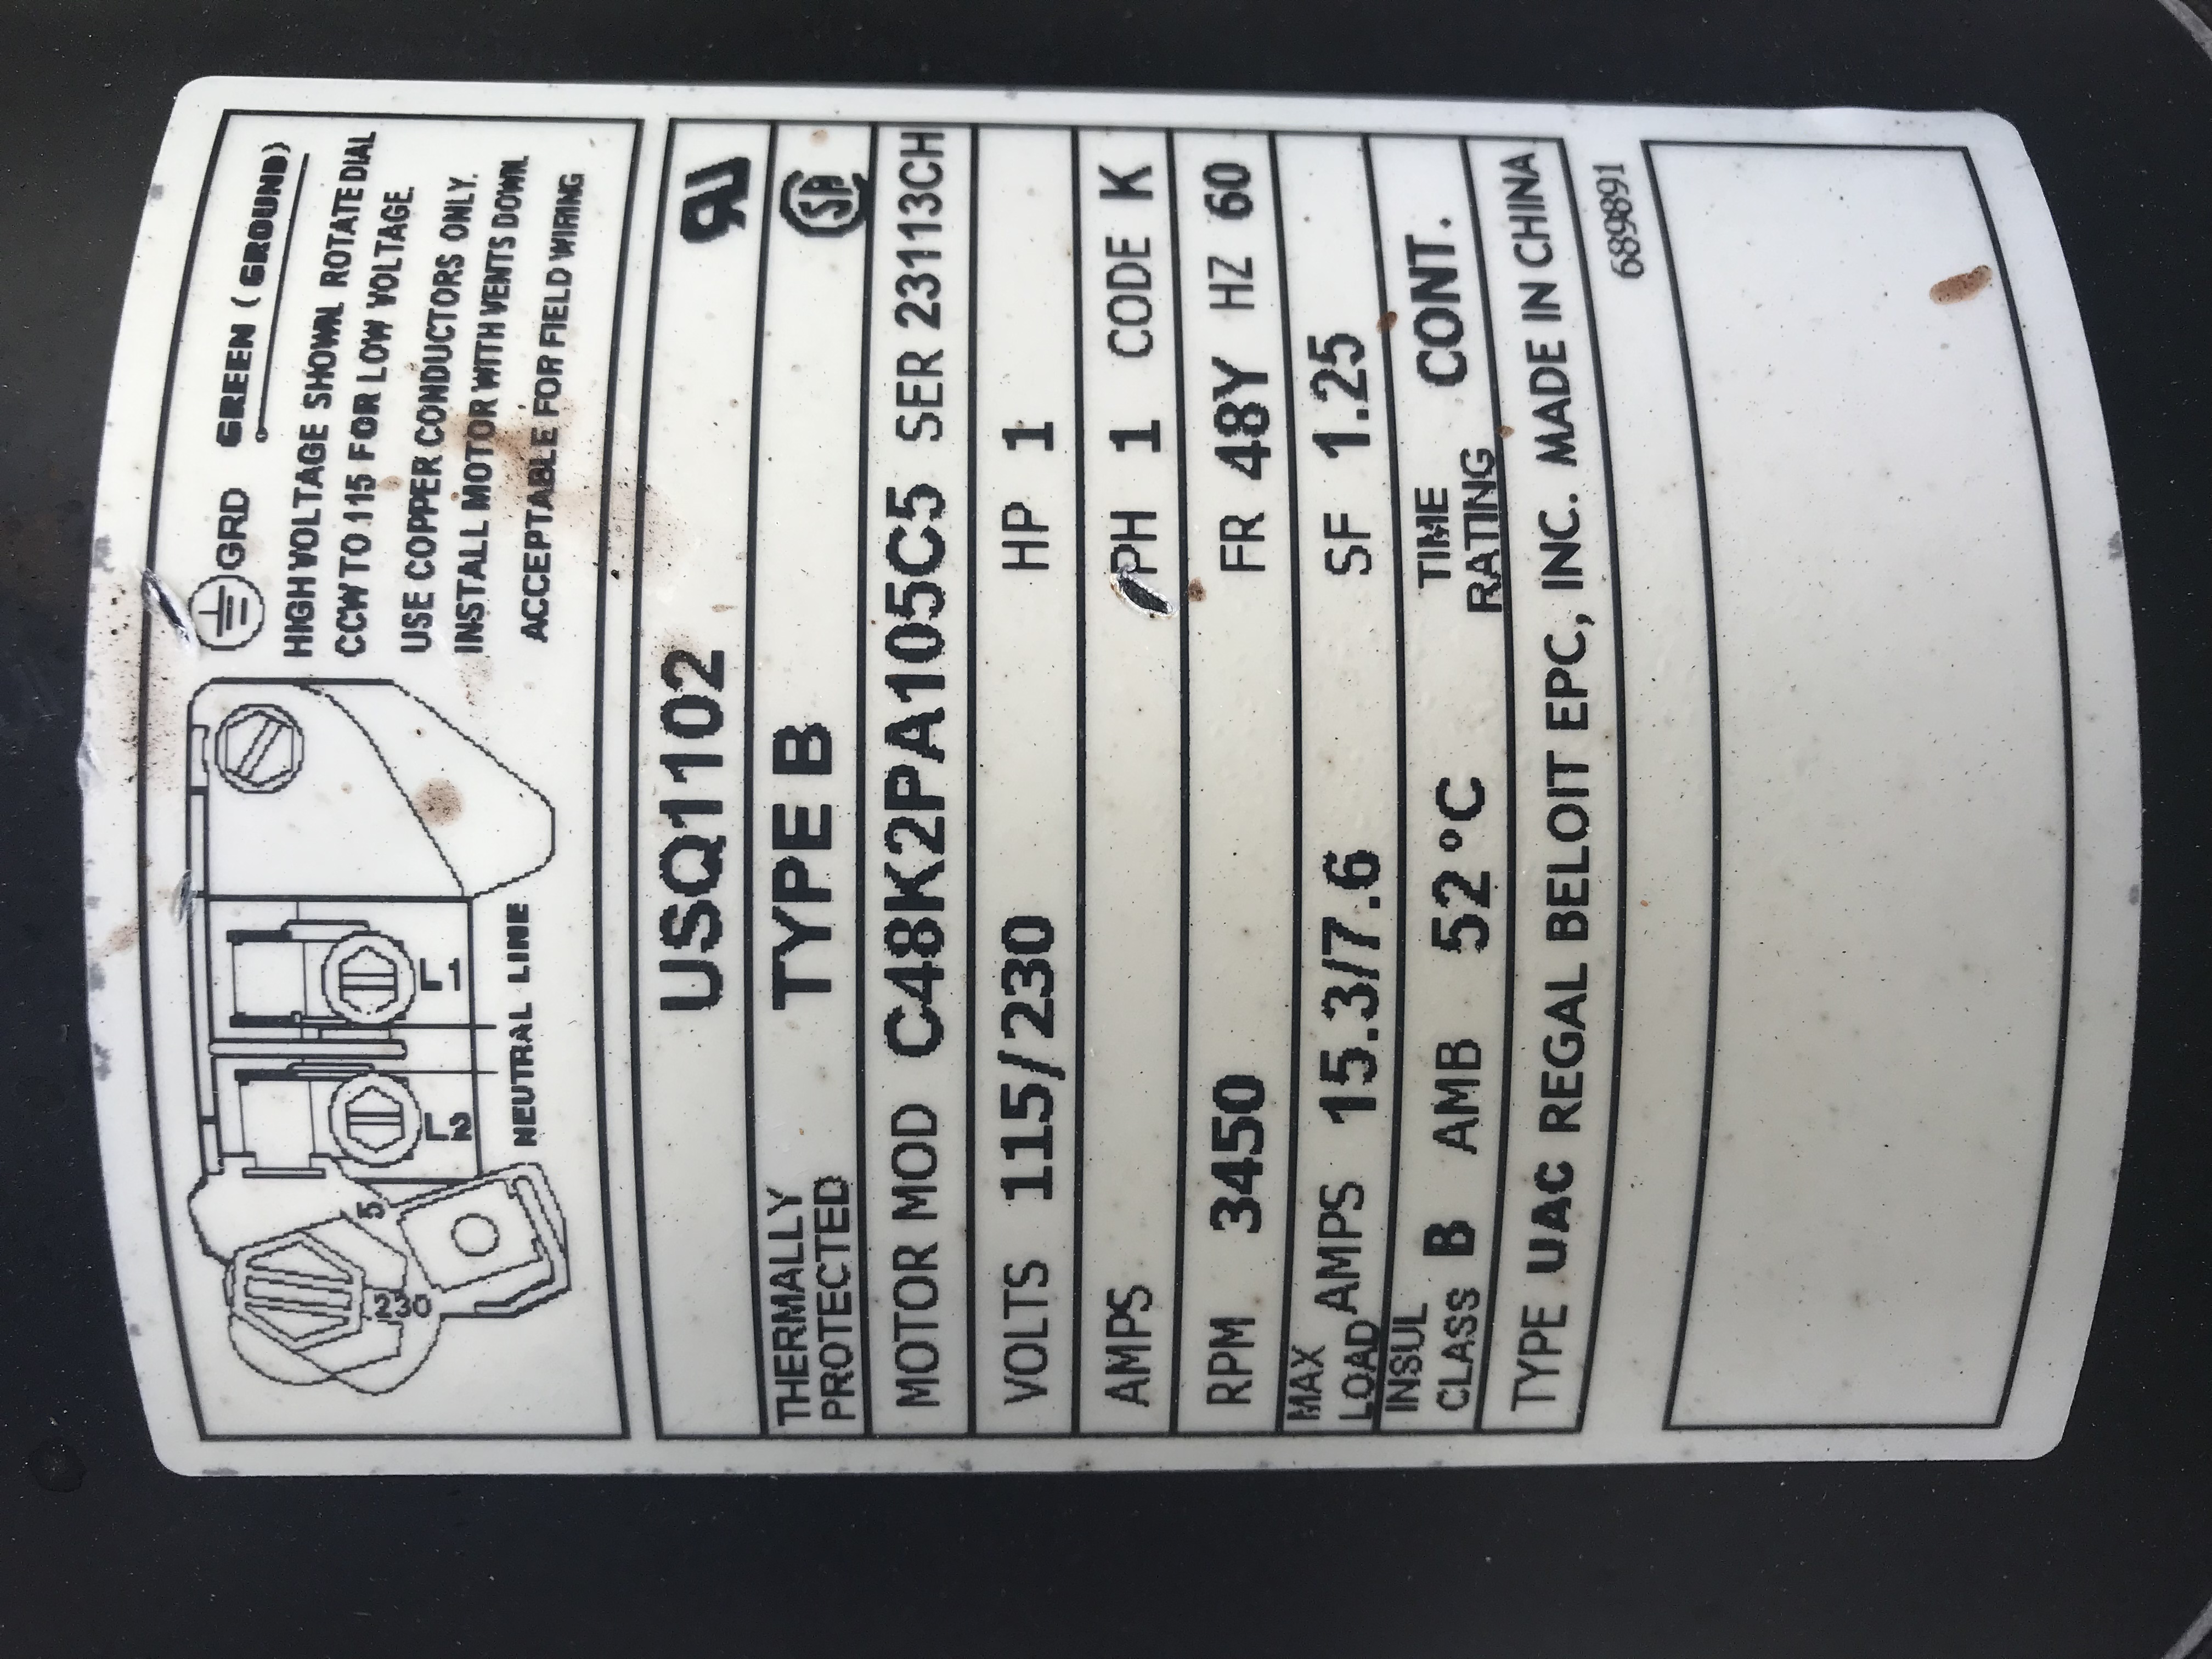 GRD GREEN (GROUND)
HIGH VOLTAGE SHOWN. ROTATE DIAL
CCW TO 115 FOR LOW VOLTAGE.
USE COPPER CONDUCTORS ONLY.
INSTALL MOTOR WITH VENTS DOWN.
ACCEPTABLE FOR FIELD WIRING
230
5
L2 L1
NEUTRAL LINE
USQ1102
THERMALLY PROTECTED TYPE B SA
MOTOR MOD C48K2PA105C5 SER 23113CH
VOLTS 115/230 HP 1
AMPS PH 1 CODE K
RPM 3450 FR 48Y HZ 60
MAX LOAD AMPS 15.3/7.6 SF 1.25
INSUL CLASS B AMB 52°C TIME RATING CONT.
TYPE UAC REGAL BELOIT EPC, INC. MADE IN CHINA
6898891